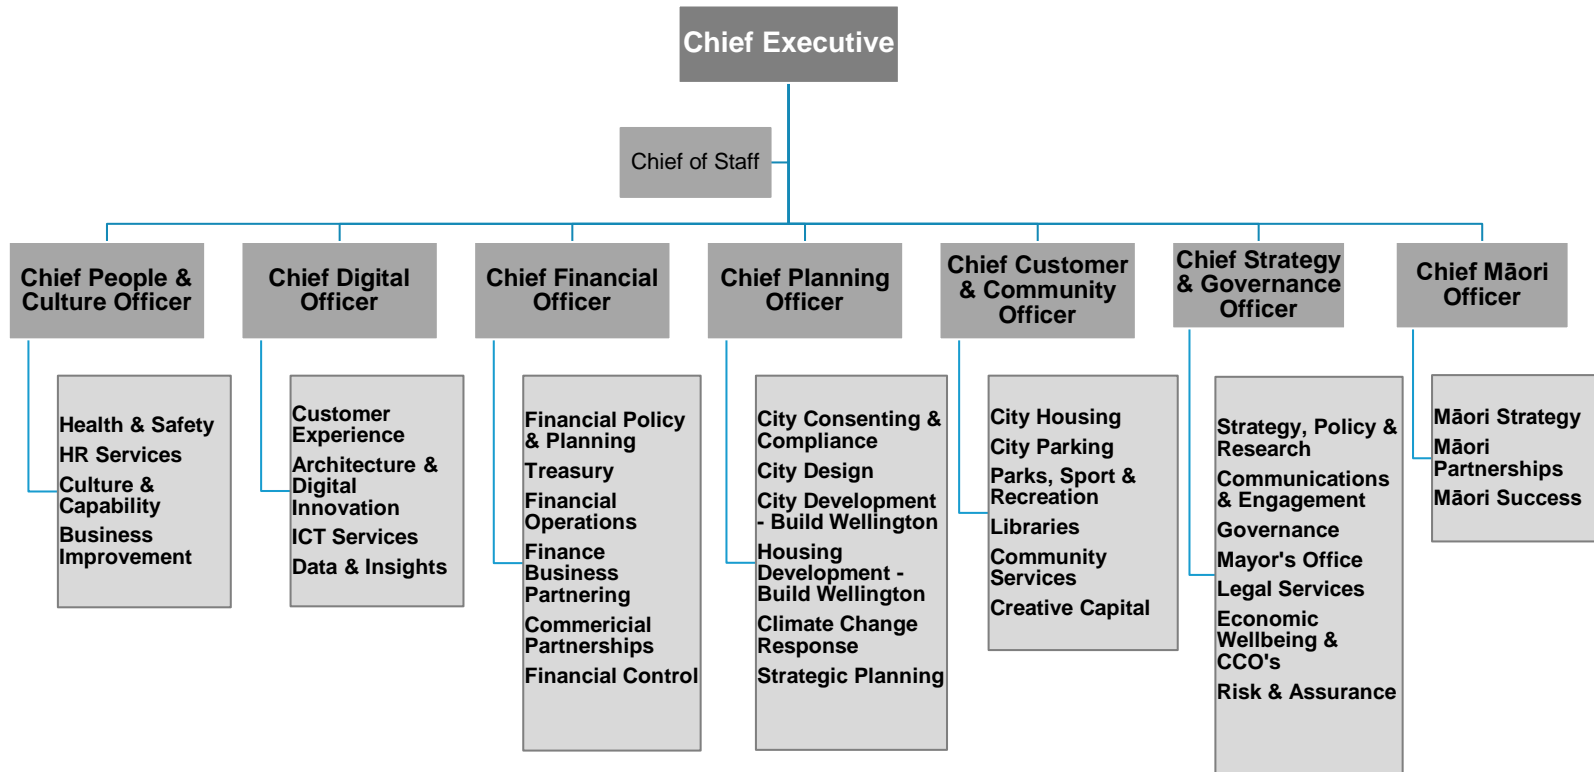 Chief Executive
Chief of Staff
Chief People &
Culture Officer
Health & Safety
HR Services
Culture &
Capability
Business
Improvement
Chief Digital
Officer
Customer
Experience
Architecture &
Digital
Innovation
ICT Services
Data & Insights
Chief Financial
Officer
Financial Policy
& Planning
Treasury
Financial
Operations
Finance
Business
Partnering
Commericial
Partnerships
Financial Control
Chief Planning
Officer
City Consenting &
Compliance
City Design
City Development
- Build Wellington
Housing
Development -
Build Wellington
Climate Change
Response
Strategic Planning
Chief Customer
& Community
Officer
City Housing
City Parking
Parks, Sport &
Recreation
Libraries
Community
Services
Creative Capital
Chief Strategy
& Governance
Officer
Strategy, Policy &
Research
Communications
& Engagement
Governance
Mayor's Office
Legal Services
Economic
Wellbeing &
CCO's
Risk & Assurance
Chief Māori
Officer
Māori Strategy
Māori
Partnerships
Māori Success